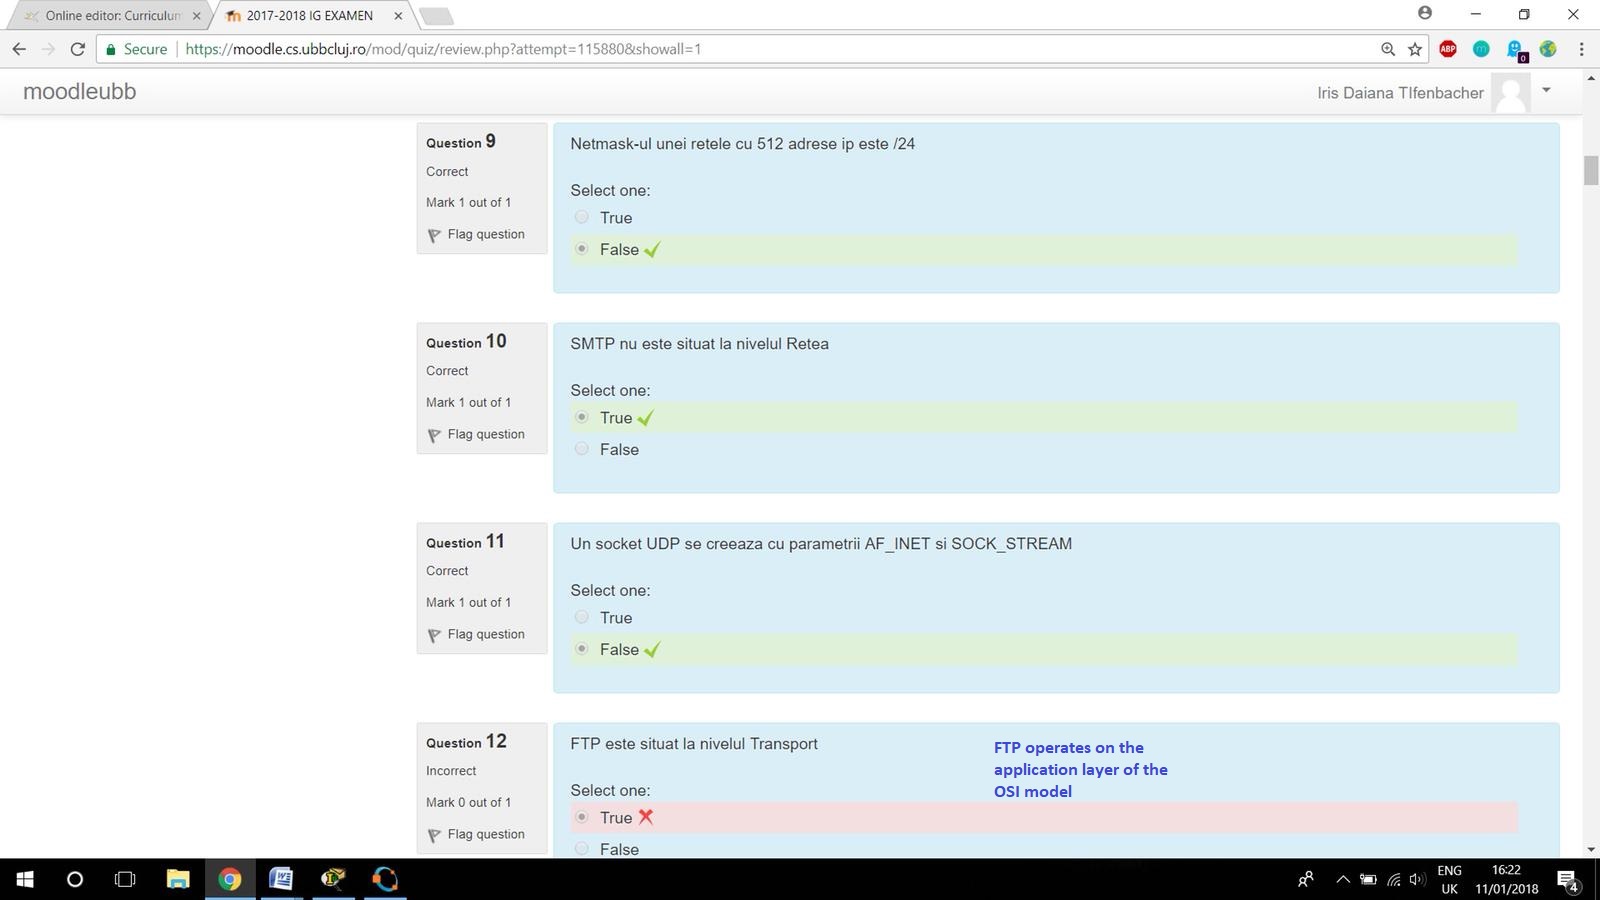 Online editor: Curriculum
2017-2018 IG EXAMEN
Secure
https://moodle.cs.ubbcluj.ro/mod/quiz/review.php?attempt=115880&showall=1
ABP
m
0
moodleubb
Iris Daiana TIfenbacher
Question 9
Correct
Mark 1 out of 1
Flag question
Netmask-ul unei retele cu 512 adrese ip este /24
Select one:
True
False
Question 10
Correct
Mark 1 out of 1
Flag question
SMTP nu este situat la nivelul Retea
Select one:
True
False
Question 11
Correct
Mark 1 out of 1
Flag question
Un socket UDP se creeaza cu parametrii AF_INET si SOCK_STREAM
Select one:
True
False
Question 12
Incorrect
Mark 0 out of 1
Flag question
FTP este situat la nivelul Transport
Select one:
True
False
FTP operates on the
application layer of the
OSI model
ENG
UK
16:22
11/01/2018
4